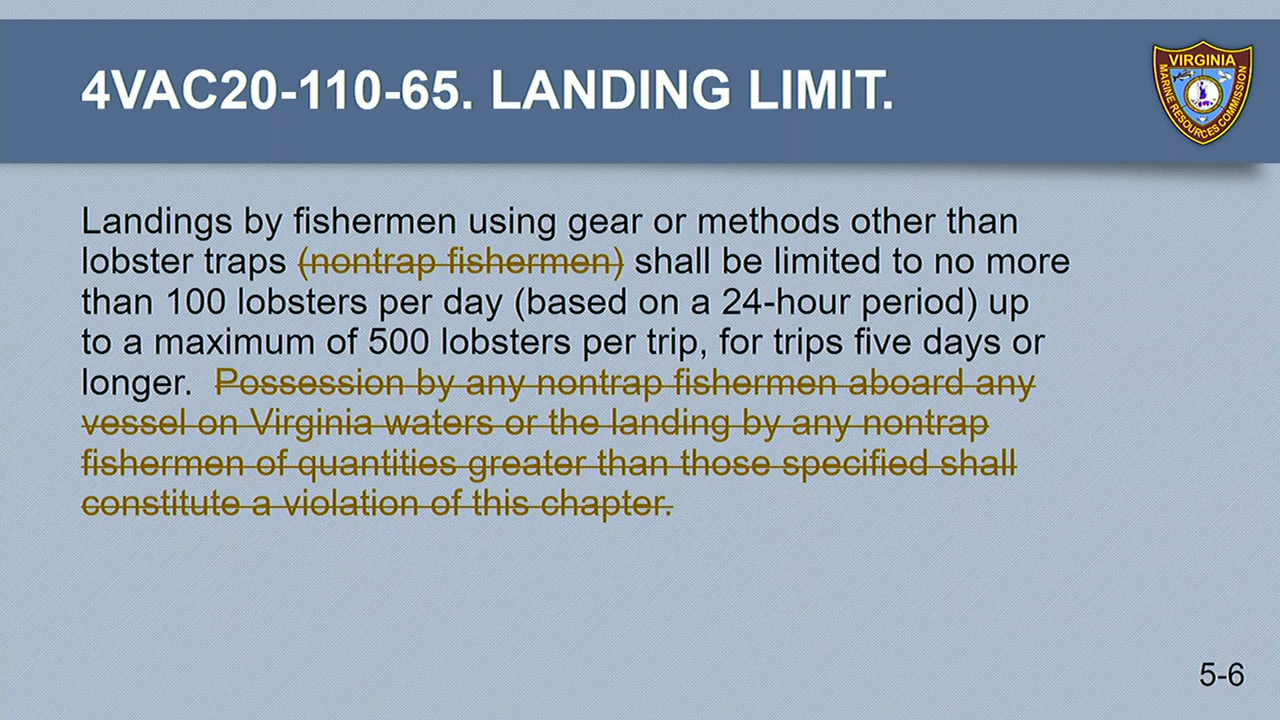 4VAC20-110-65. LANDING LIMIT.
VIRGINIA
MARINE RESOURCES COMMISSION
Landings by fishermen using gear or methods other than
lobster traps (nontrap fishermen) shall be limited to no more
than 100 lobsters per day (based on a 24-hour period) up
to a maximum of 500 lobsters per trip, for trips five days or
longer. Possession by any nontrap fishermen aboard any
vessel on Virginia waters or the landing by any nontrap
fishermen of quantities greater than those specified shall
constitute a violation of this chapter.
5-6